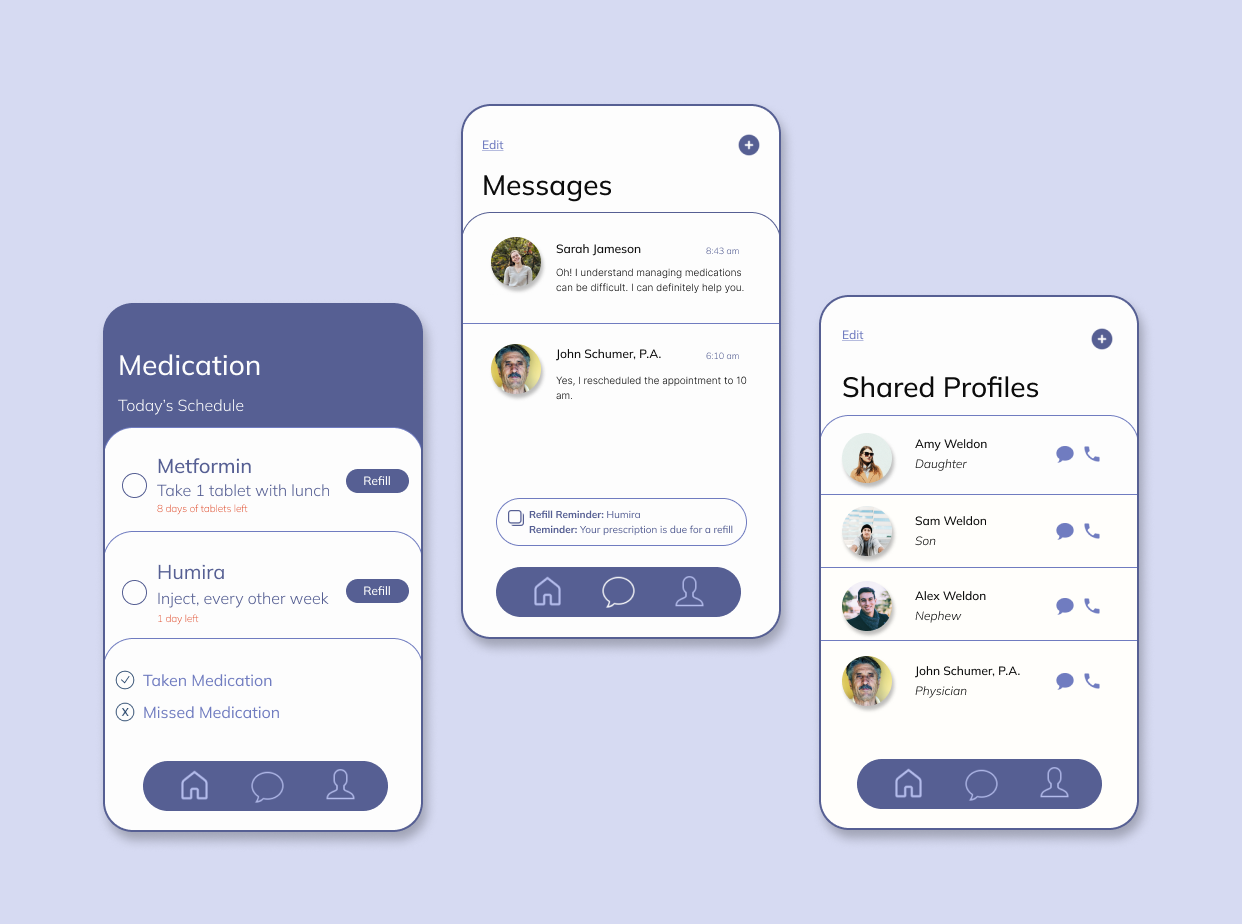 Medication
Today's Schedule
Metformin
Take 1 tablet with lunch
8 days of tablets left
Refill
Humira
Inject, every other week
1 day left
Refill
Taken Medication
X Missed Medication
Edit
Messages
Sarah Jameson 8:43 am
Oh! I understand managing medications
can be difficult. I can definitely help you.
John Schumer, P.A. 6:10 am
Yes, I rescheduled the appointment to 10
am.
Refill Reminder: Humira
Reminder: Your prescription is due for a refill
Edit
Shared Profiles
Amy Weldon
Daughter
Sam Weldon
Son
Alex Weldon
Nephew
John Schumer, P.A.
Physician